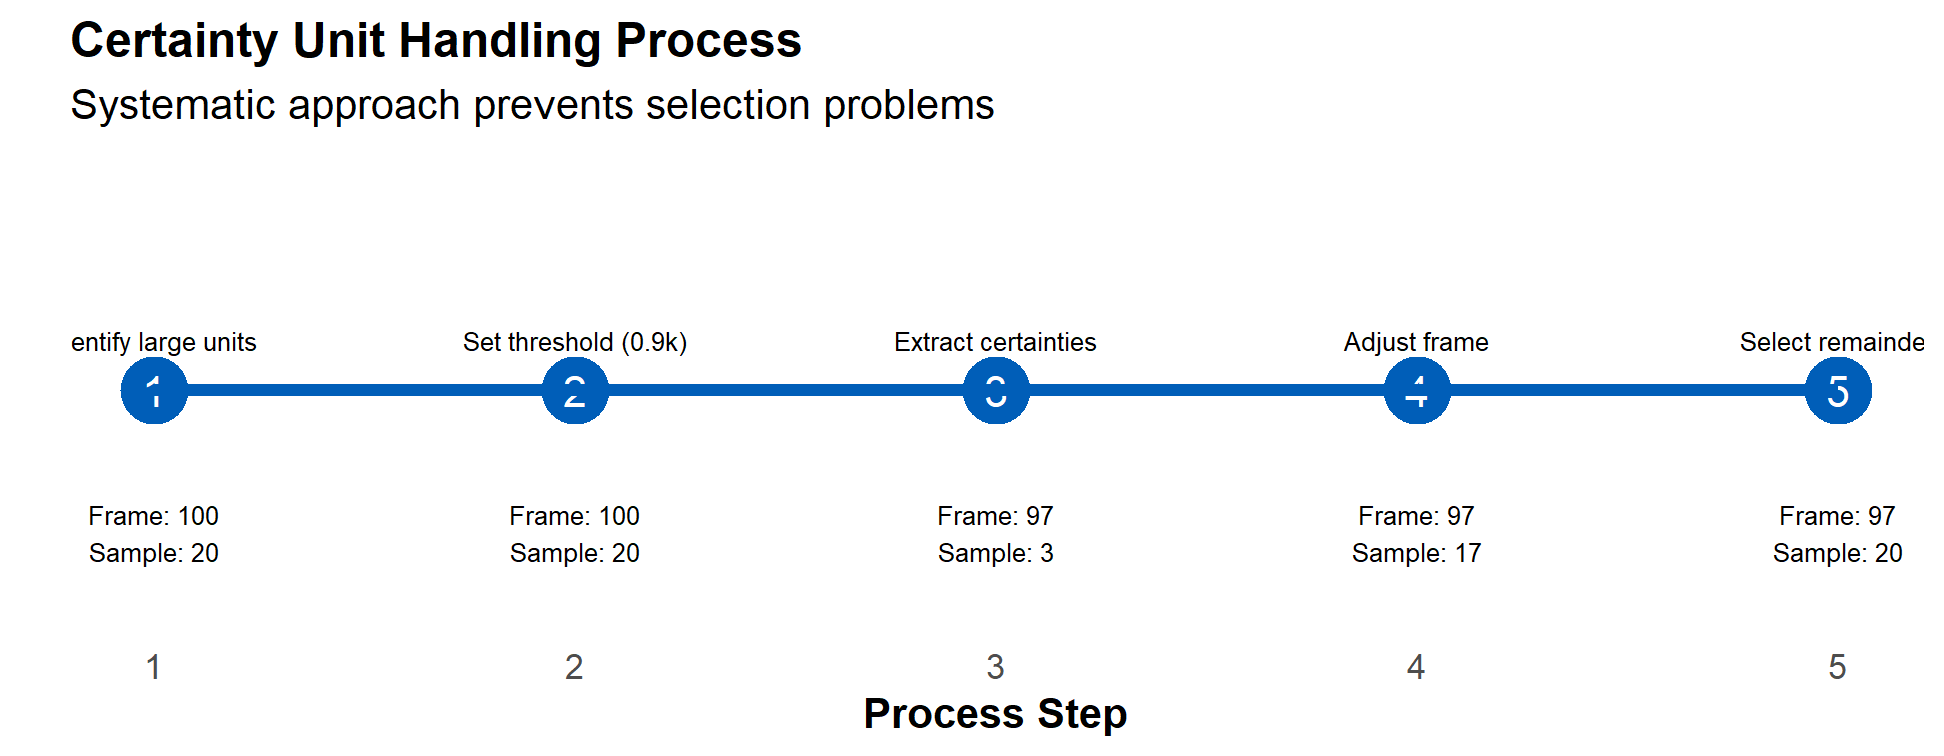 Certainty Unit Handling Process
Systematic approach prevents selection problems
entify large units
Set threshold (0.9k)
Extract certainties
Adjust frame
Select remainde
1
2
3
4
5
Frame: 100
Sample: 20
Frame: 100
Sample: 20
Frame: 97
Sample: 3
Frame: 97
Sample: 17
Frame: 97
Sample: 20
1
2
3
4
5
Process Step